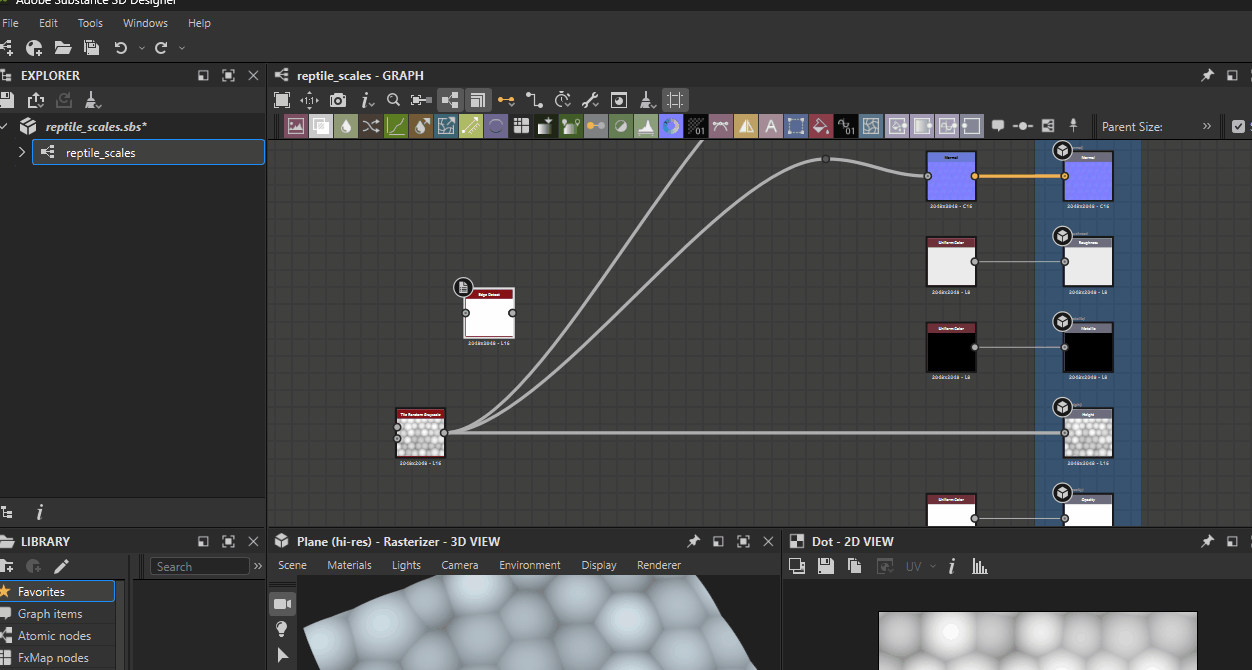 Adobe Substance 3D Designer
File Edit Tools Windows Help
EXPLORER
reptile_scales.sbs*
reptile_scales
reptile_scales - GRAPH
Parent Size:
Normal
2048x2048 - C16
Normal
2048x2048 - C16
Uniform Color
2048x2048 - L8
Roughness
2048x2048 - L8
Edge Detect
2048x2048 - L16
Uniform Color
2048x2048 - L8
Metallic
2048x2048 - L8
Tile Random Grayscale
2048x2048 - L16
Height
2048x2048 - L16
Uniform Color
Opacity
LIBRARY
Search
Favorites
Graph items
Atomic nodes
FxMap nodes
Plane (hi-res) - Rasterizer - 3D VIEW
Scene Materials Lights Camera Environment Display Renderer
Dot - 2D VIEW
UV